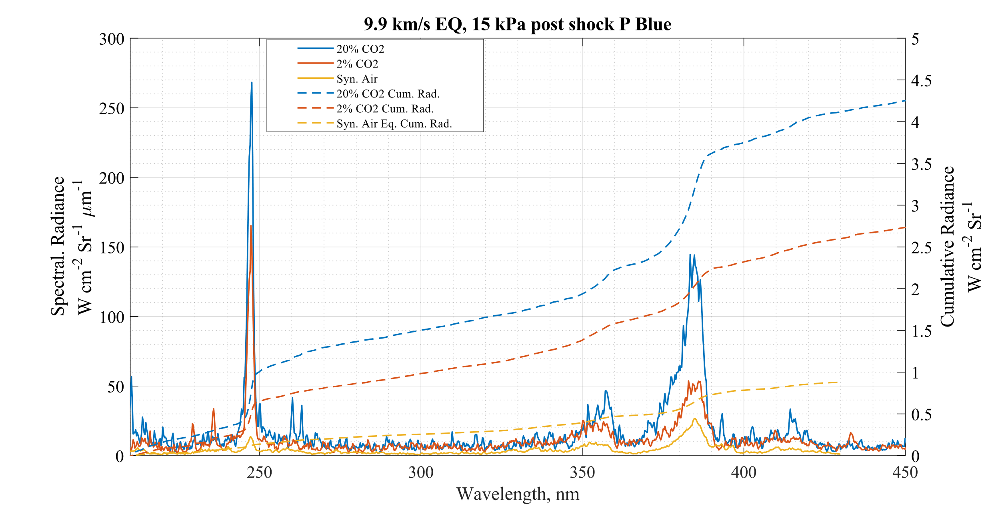 9.9 km/s EQ, 15 kPa post shock P Blue
20% CO2
2% CO2
Syn. Air
20% CO2 Cum. Rad.
2% CO2 Cum. Rad.
Syn. Air Eq. Cum. Rad.
Spectral. Radiance
W cm-2 Sr-1 μm-1
300
250
200
150
100
50
0
5
4.5
4
3.5
3
2.5
2
1.5
1
0.5
0
Cumulative Radiance
W cm-2 Sr-1
250 300 350 400 450
Wavelength, nm